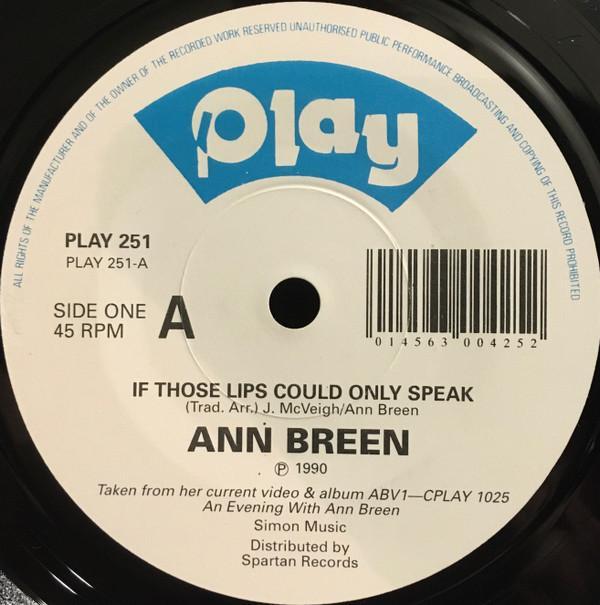 ALL RIGHTS OF THE MANUFACTURER AND OF THE OWNER OF THE RECORDED WORK RESERVED UNAUTHORISED PUBLIC PERFORMANCE BROADCASTING AND COPYING OF THIS RECORD PROHIBITED
Play
PLAY 251
PLAY 251-A
SIDE ONE A
45 RPM
014563 004252
IF THOSE LIPS COULD ONLY SPEAK
(Trad. Arr.) J. McVeigh/Ann Breen
ANN BREEN
℗ 1990
Taken from her current video & album ABV1—CPLAY 1025
An Evening With Ann Breen
Simon Music
Distributed by
Spartan Records